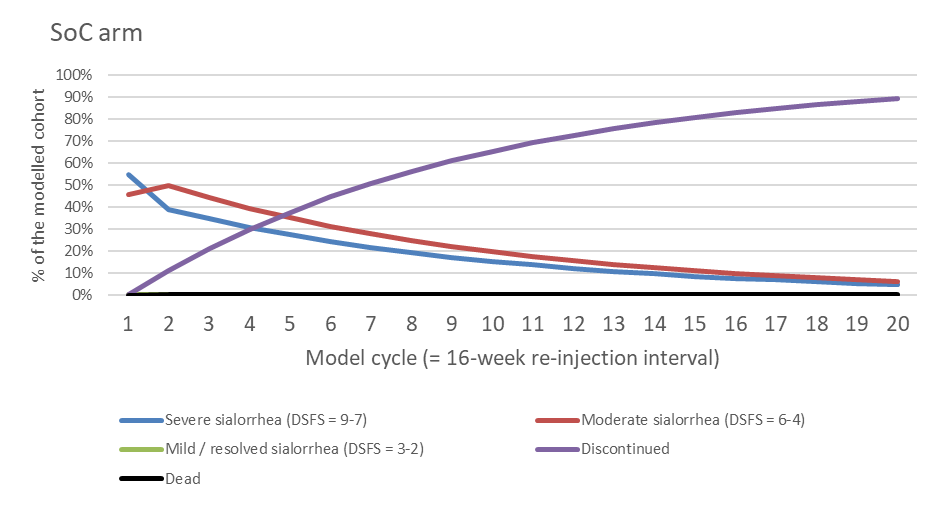 SoC arm
% of the modelled cohort
100%
90%
80%
70%
60%
50%
40%
30%
20%
10%
0%
1 2 3 4 5 6 7 8 9 10 11 12 13 14 15 16 17 18 19 20
Model cycle (= 16-week re-injection interval)
Severe sialorrhea (DSFS = 9-7)
Moderate sialorrhea (DSFS = 6-4)
Mild / resolved sialorrhea (DSFS = 3-2)
Discontinued
Dead